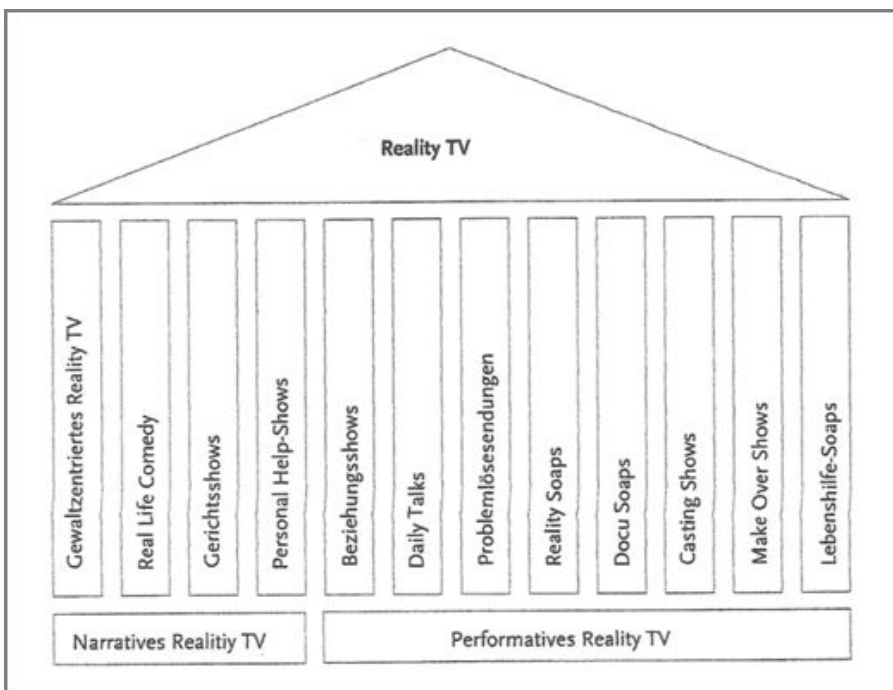 Reality TV
Gewaltzentriertes Reality TV
Real Life Comedy
Gerichtsshows
Personal Help-Shows
Beziehungsshows
Daily Talks
Problemlösesendungen
Reality Soaps
Docu Soaps
Casting Shows
Make Over Shows
Lebenshilfe-Soaps
Narratives Realitiy TV
Performatives Reality TV